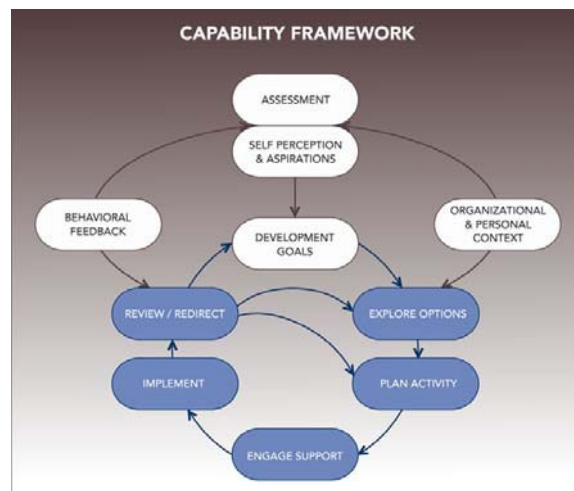 CAPABILITY FRAMEWORK
ASSESSMENT
SELF PERCEPTION
& ASPIRATIONS
BEHAVIORAL
FEEDBACK
ORGANIZATIONAL
& PERSONAL
CONTEXT
DEVELOPMENT
GOALS
REVIEW / REDIRECT
EXPLORE OPTIONS
IMPLEMENT
PLAN ACTIVITY
ENGAGE SUPPORT